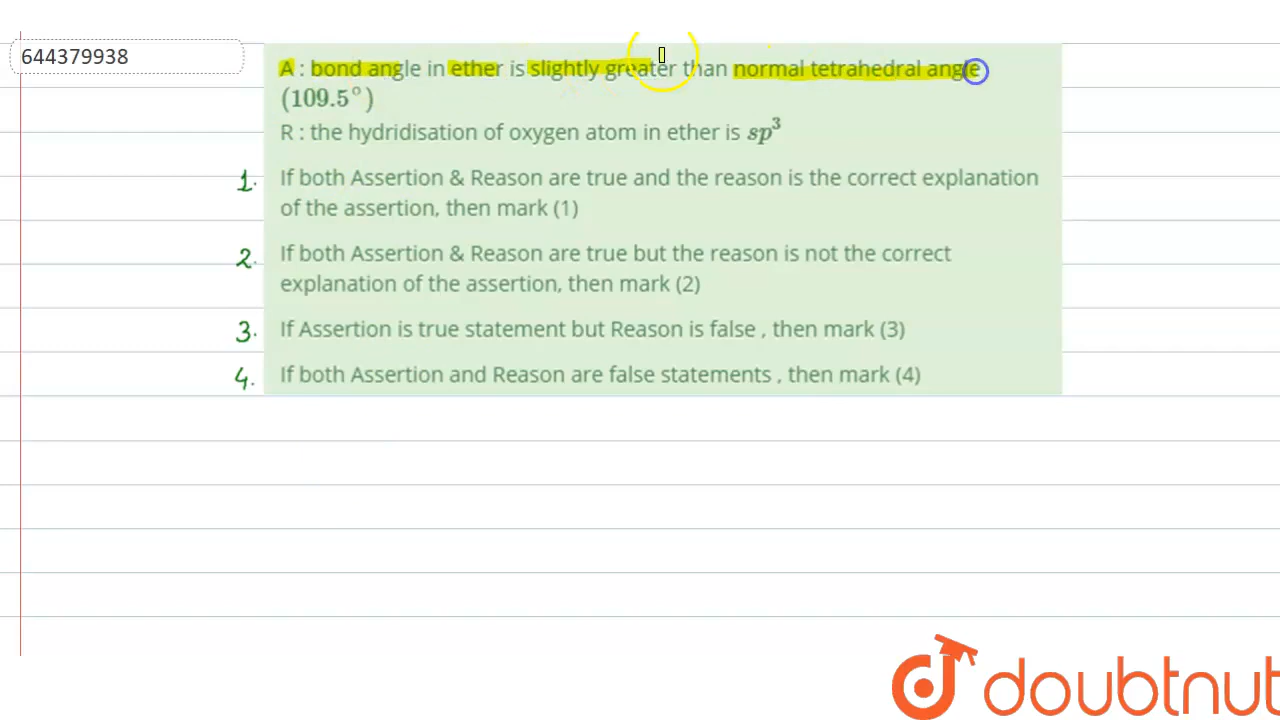 644379938
A : bond angle in ether is slightly greater than normal tetrahedral angle
(109.5°)
R : the hydridisation of oxygen atom in ether is sp³
1. If both Assertion & Reason are true and the reason is the correct explanation
of the assertion, then mark (1)
2. If both Assertion & Reason are true but the reason is not the correct
explanation of the assertion, then mark (2)
3. If Assertion is true statement but Reason is false , then mark (3)
4. If both Assertion and Reason are false statements , then mark (4)
doubtnut